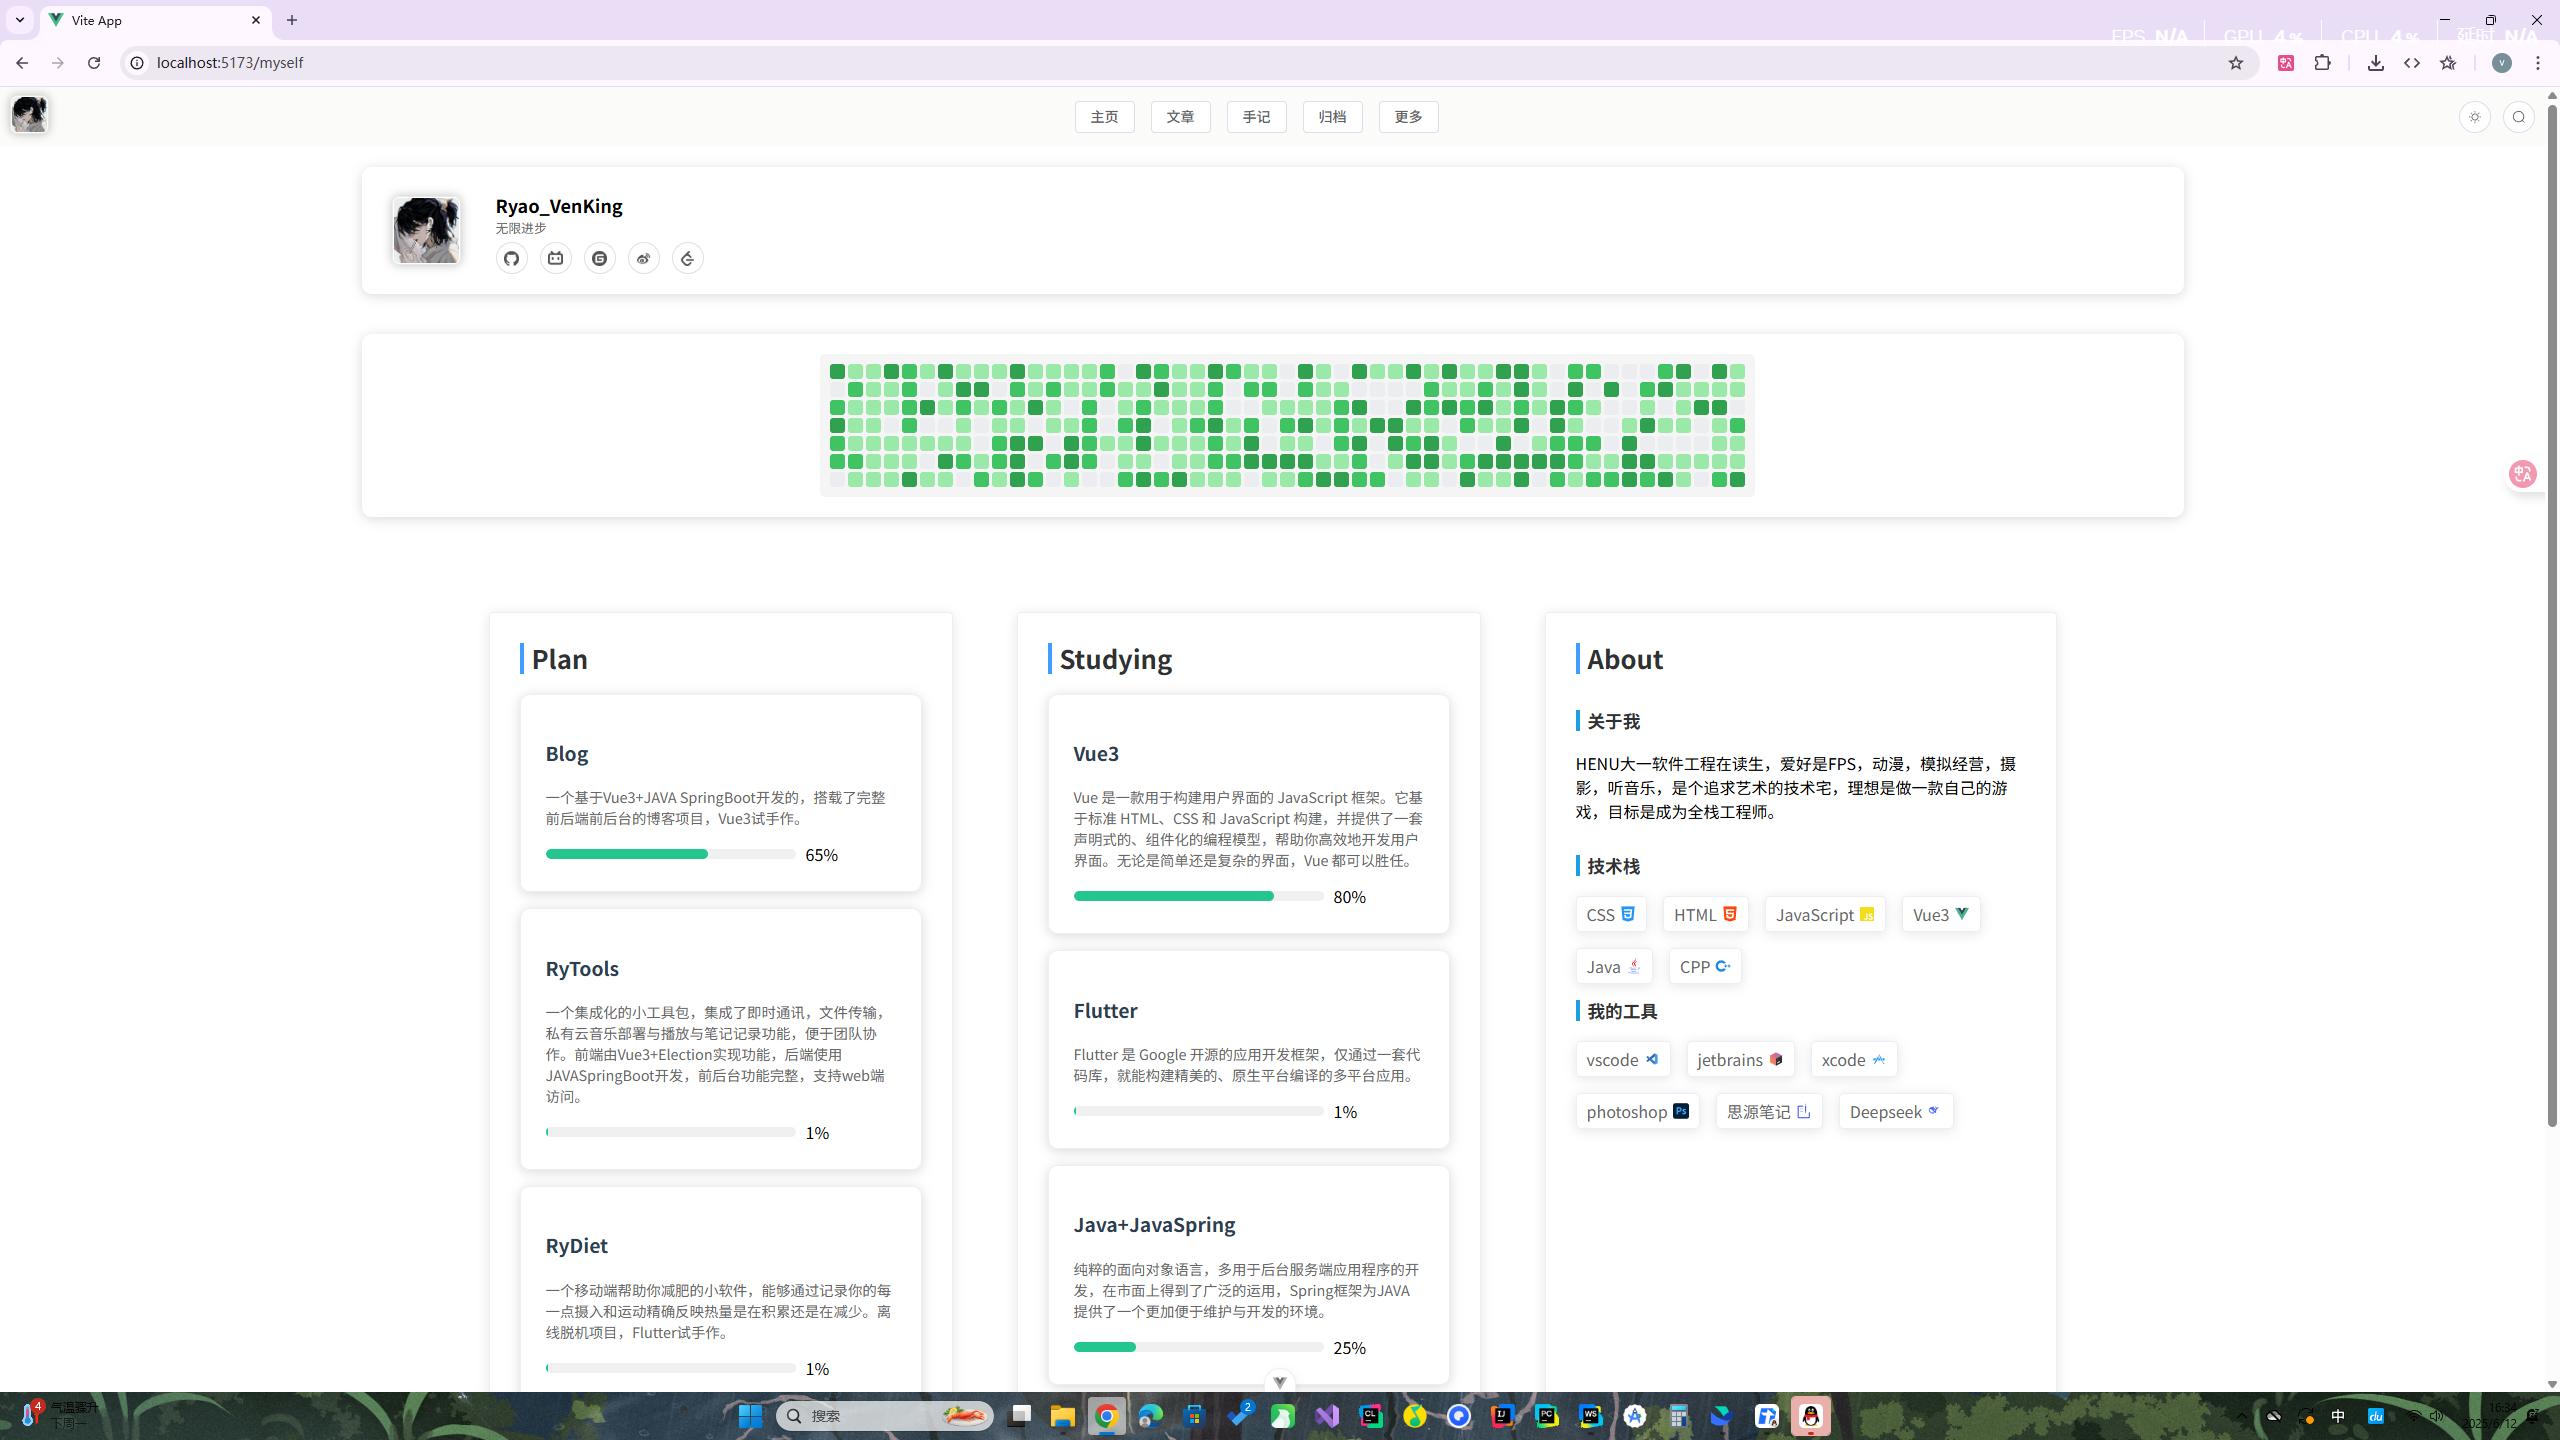 Vite App
FPS N/A GPU 4% CPU 4% 延时 N/A
localhost:5173/myself
主页 文章 手记 归档 更多
Ryao_VenKing
无限进步
Plan
Blog
一个基于Vue3+JAVA SpringBoot开发的，搭载了完整
前后端前后台的博客项目，Vue3试手作。
65%
RyTools
一个集成化的小工具包，集成了即时通讯，文件传输，
私有云音乐部署与播放与笔记记录功能，便于团队协
作。前端由Vue3+Election实现功能，后端使用
JAVASpringBoot开发，前后台功能完整，支持web端
访问。
1%
RyDiet
一个移动端帮助你减肥的小软件，能够通过记录你的每
一点摄入和运动精确反映热量是在积累还是在减少。离
线脱机项目，Flutter试手作。
1%
Studying
Vue3
Vue 是一款用于构建用户界面的 JavaScript 框架。它基
于标准 HTML、CSS 和 JavaScript 构建，并提供了一套
声明式的、组件化的编程模型，帮助你高效地开发用户
界面。无论是简单还是复杂的界面，Vue 都可以胜任。
80%
Flutter
Flutter 是 Google 开源的应用开发框架，仅通过一套代
码库，就能构建精美的、原生平台编译的多平台应用。
1%
Java+JavaSpring
纯粹的面向对象语言，多用于后台服务端应用程序的开
发，在市面上得到了广泛的运用，Spring框架为JAVA
提供了一个更加便于维护与开发的环境。
25%
About
关于我
HENU大一软件工程在读生，爱好是FPS，动漫，模拟经营，摄
影，听音乐，是个追求艺术的技术宅，理想是做一款自己的游
戏，目标是成为全栈工程师。
技术栈
CSS HTML JavaScript Vue3
Java CPP
我的工具
vscode jetbrains xcode
photoshop 思源笔记 Deepseek
4
气温骤升
下周一
搜索
2
中
16:34
2025/6/12